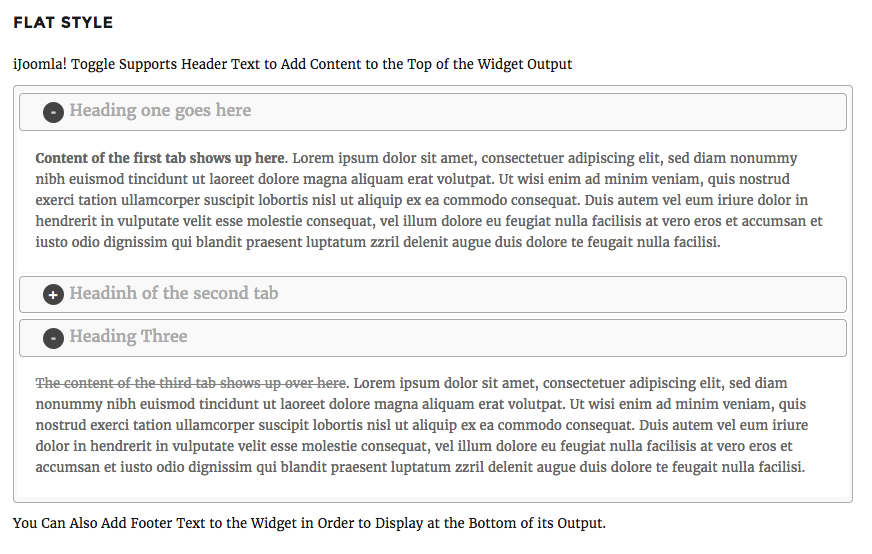 FLAT STYLE
iJoomla! Toggle Supports Header Text to Add Content to the Top of the Widget Output
- Heading one goes here
Content of the first tab shows up here. Lorem ipsum dolor sit amet, consectetuer adipiscing elit, sed diam nonummy
nibh euismod tincidunt ut laoreet dolore magna aliquam erat volutpat. Ut wisi enim ad minim veniam, quis nostrud
exerci tation ullamcorper suscipit lobortis nisl ut aliquip ex ea commodo consequat. Duis autem vel eum iriure dolor in
hendrerit in vulputate velit esse molestie consequat, vel illum dolore eu feugiat nulla facilisis at vero eros et accumsan et
iusto odio dignissim qui blandit praesent luptatum zzril delenit augue duis dolore te feugait nulla facilisi.
+ Headinh of the second tab
- Heading Three
The content of the third tab shows up over here. Lorem ipsum dolor sit amet, consectetuer adipiscing elit, sed diam
nonummy nibh euismod tincidunt ut laoreet dolore magna aliquam erat volutpat. Ut wisi enim ad minim veniam, quis
nostrud exerci tation ullamcorper suscipit lobortis nisl ut aliquip ex ea commodo consequat. Duis autem vel eum iriure
dolor in hendrerit in vulputate velit esse molestie consequat, vel illum dolore eu feugiat nulla facilisis at vero eros et
accumsan et iusto odio dignissim qui blandit praesent luptatum zzril delenit augue duis dolore te feugait nulla facilisi.
You Can Also Add Footer Text to the Widget in Order to Display at the Bottom of its Output.